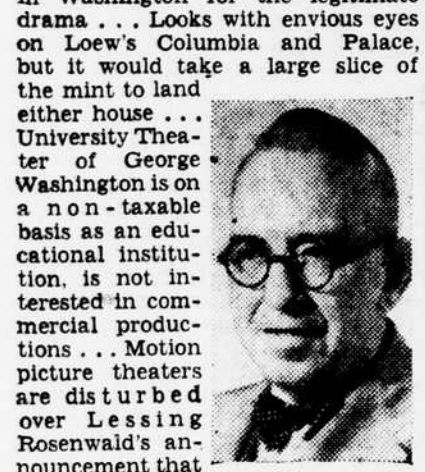 in Washington for the legitimate
drama . . . Looks with envious eyes
on Loew's Columbia and Palace,
but it would take a large slice of
the mint to land
either house . . .
University Thea-
ter of George
Washington is on
a non-taxable
basis as an edu-
cational institu-
tion, is not in-
terested in com-
mercial produc-
tions . . . Motion
picture theaters
are disturbed
over Lessing
Rosenwald's an-
nouncement that